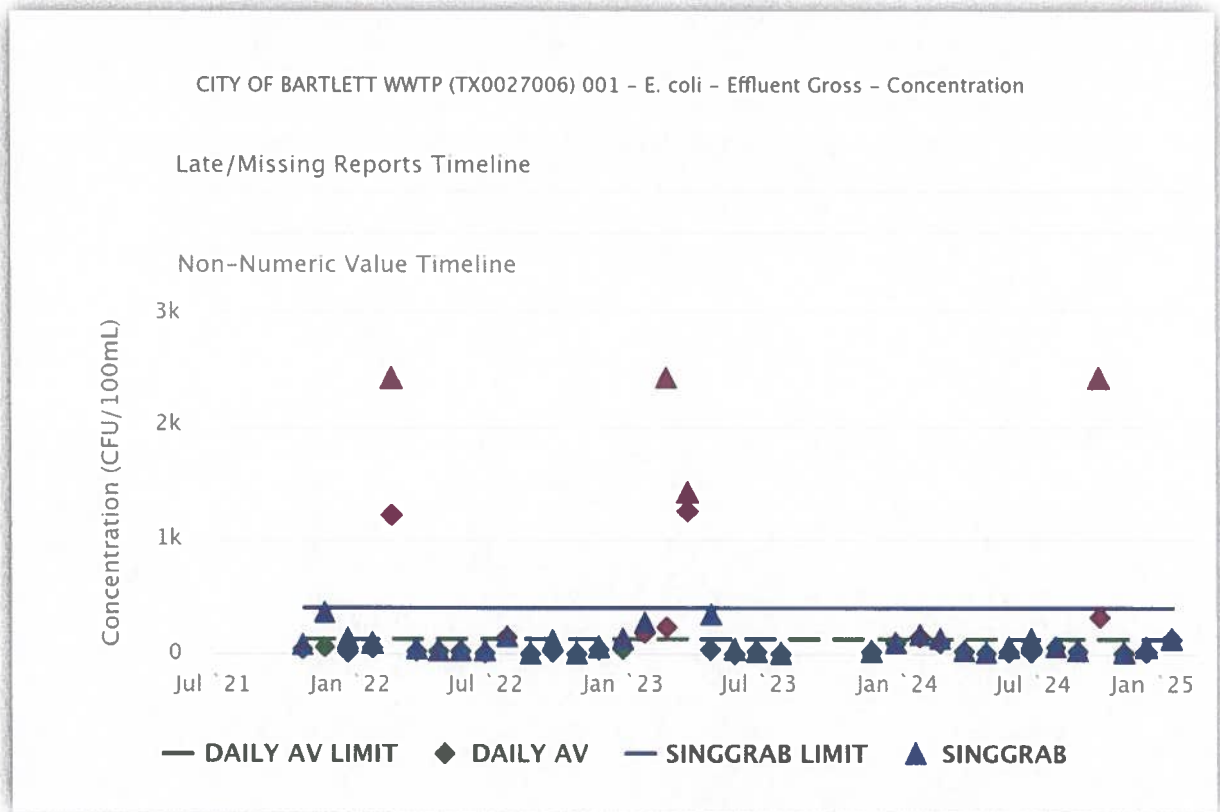 CITY OF BARTLETT WWTP (TX0027006) 001 – E. coli – Effluent Gross – Concentration
Late/Missing Reports Timeline
Non-Numeric Value Timeline
Concentration (CFU/100mL)
3k
2k
1k
0
Jul `21 Jan `22 Jul `22 Jan `23 Jul `23 Jan `24 Jul `24 Jan `25
DAILY AV LIMIT DAILY AV SINGGRAB LIMIT SINGGRAB